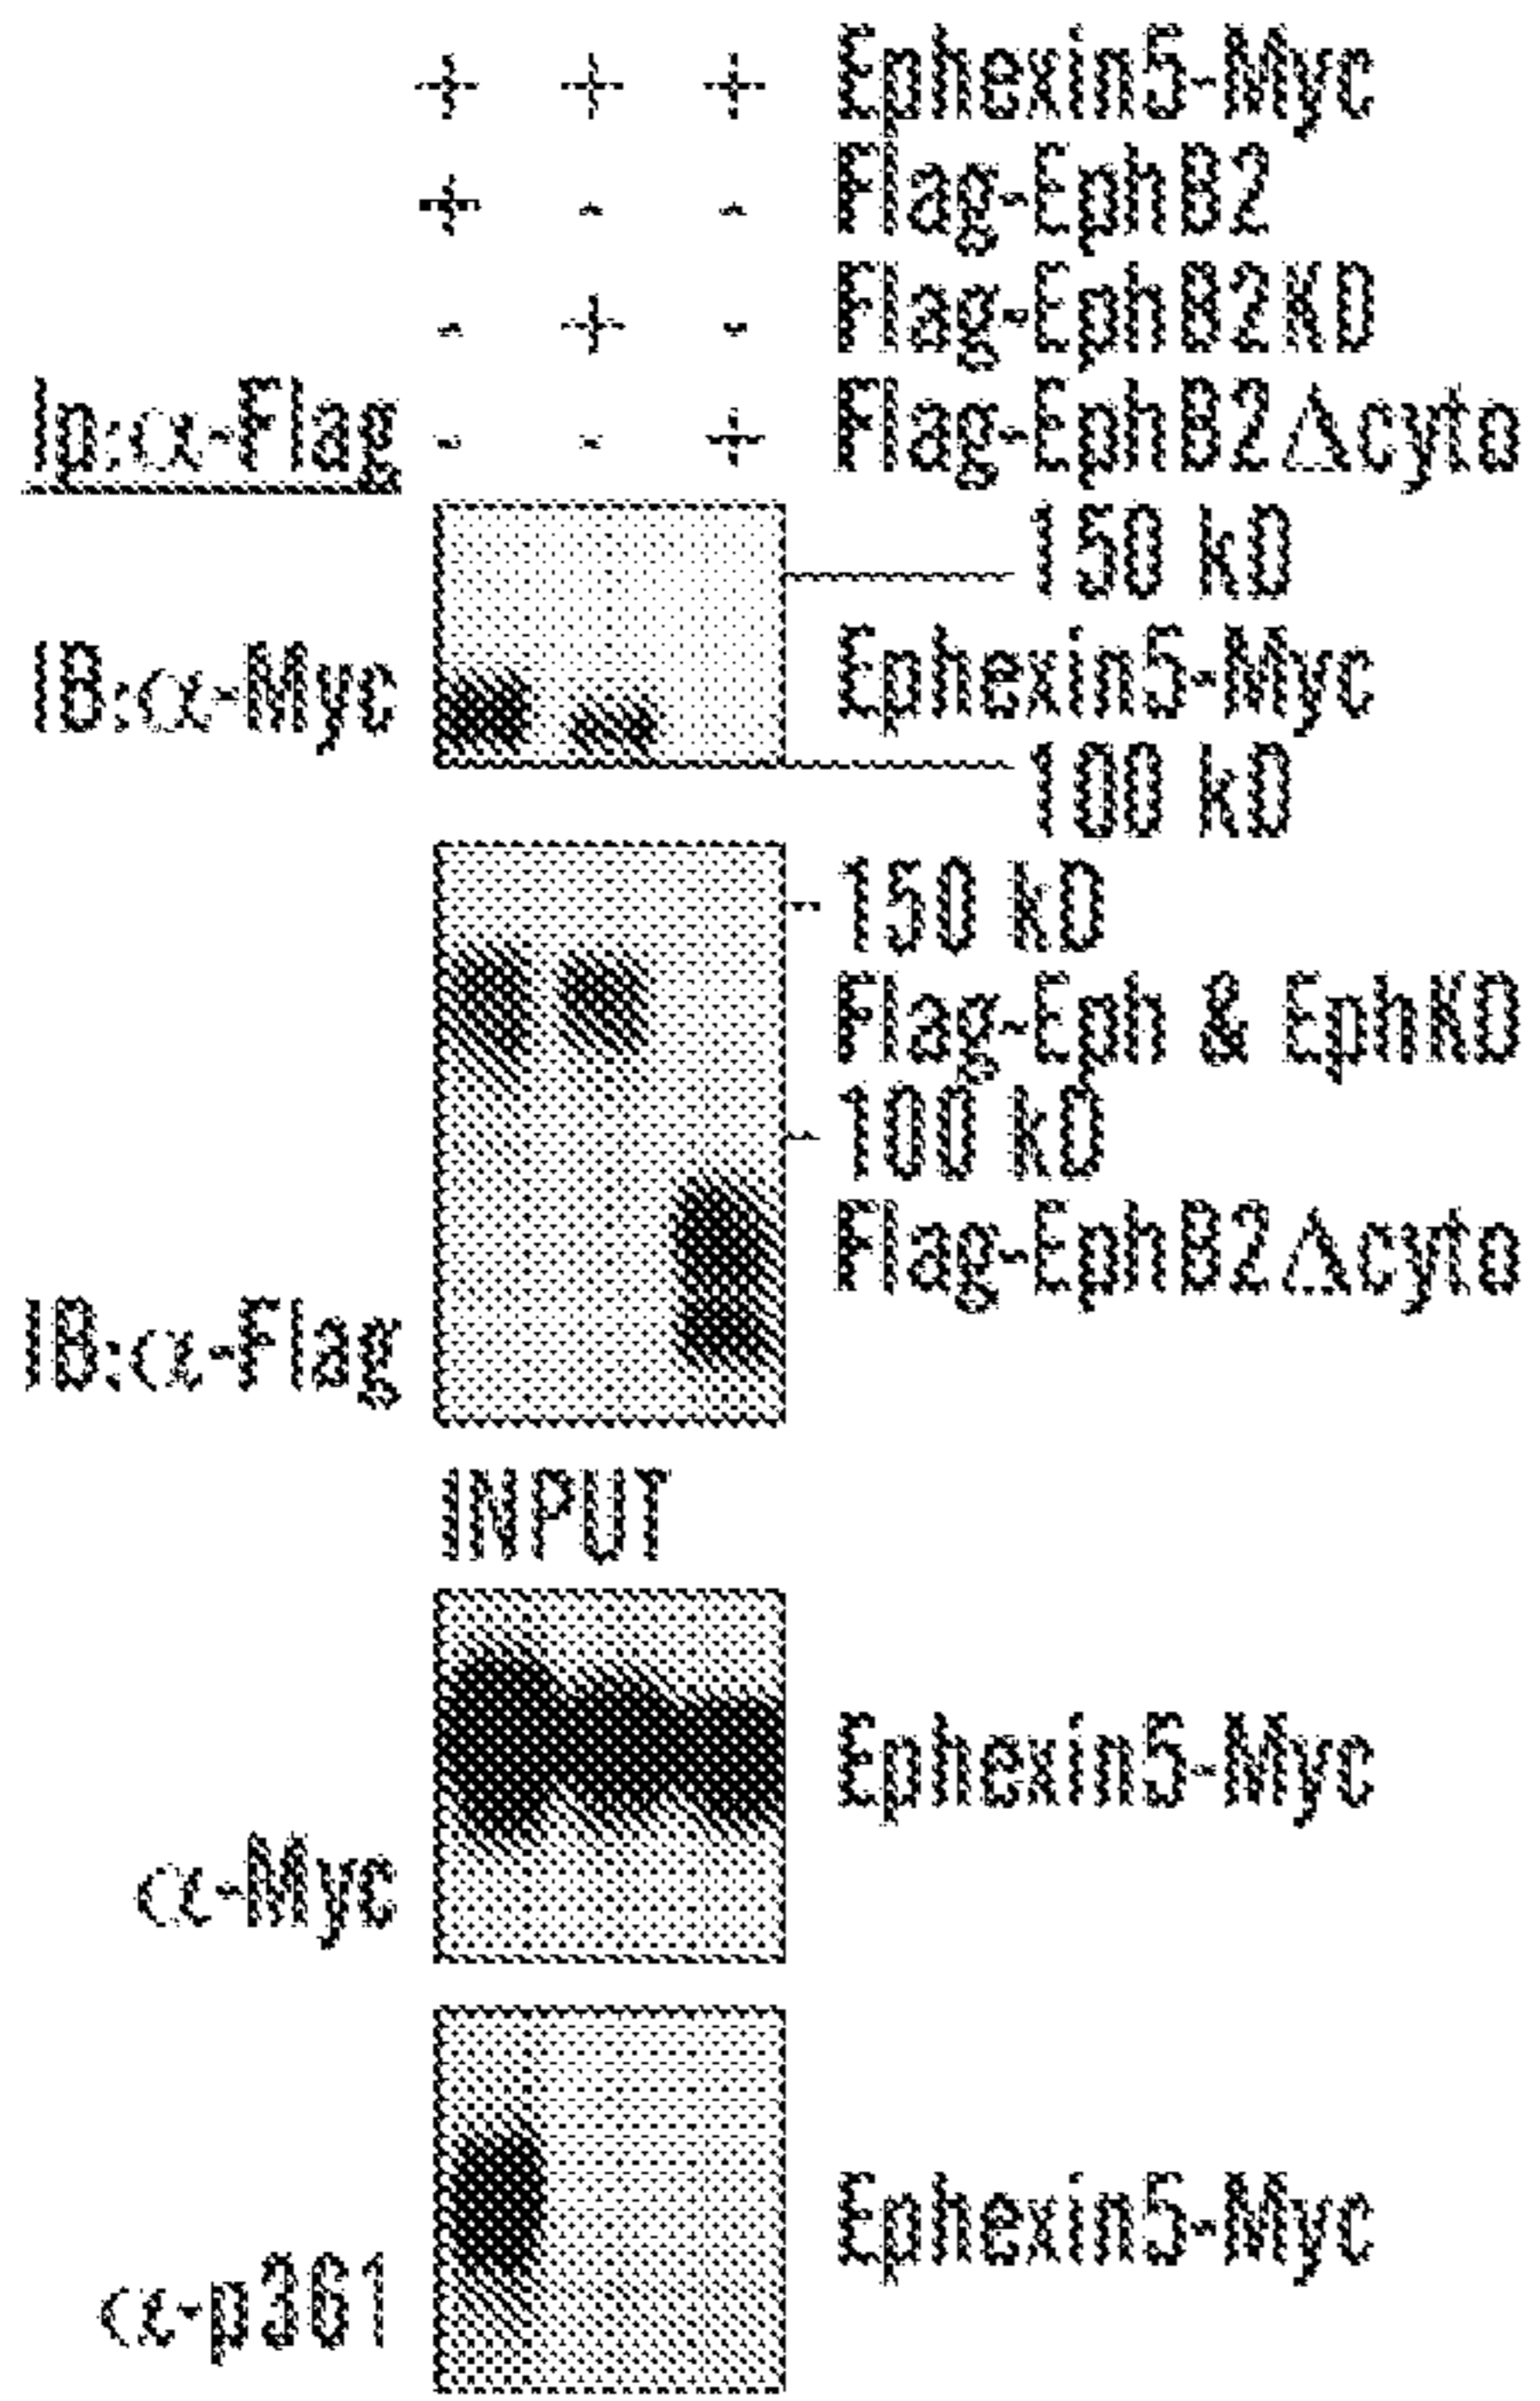 + + + Ephexin5-Myc
+ - - Flag-EphB2
- + - Flag-EphB2KD
Ip:α-Flag - - + Flag-EphB2Δcyto
150 kD
IB:α-Myc Ephexin5-Myc
100 kD
150 kD
Flag-Eph & EphKD
100 kD
Flag-EphB2Δcyto
IB:α-Flag
INPUT
Ephexin5-Myc
α-Myc
Ephexin5-Myc
α-p361